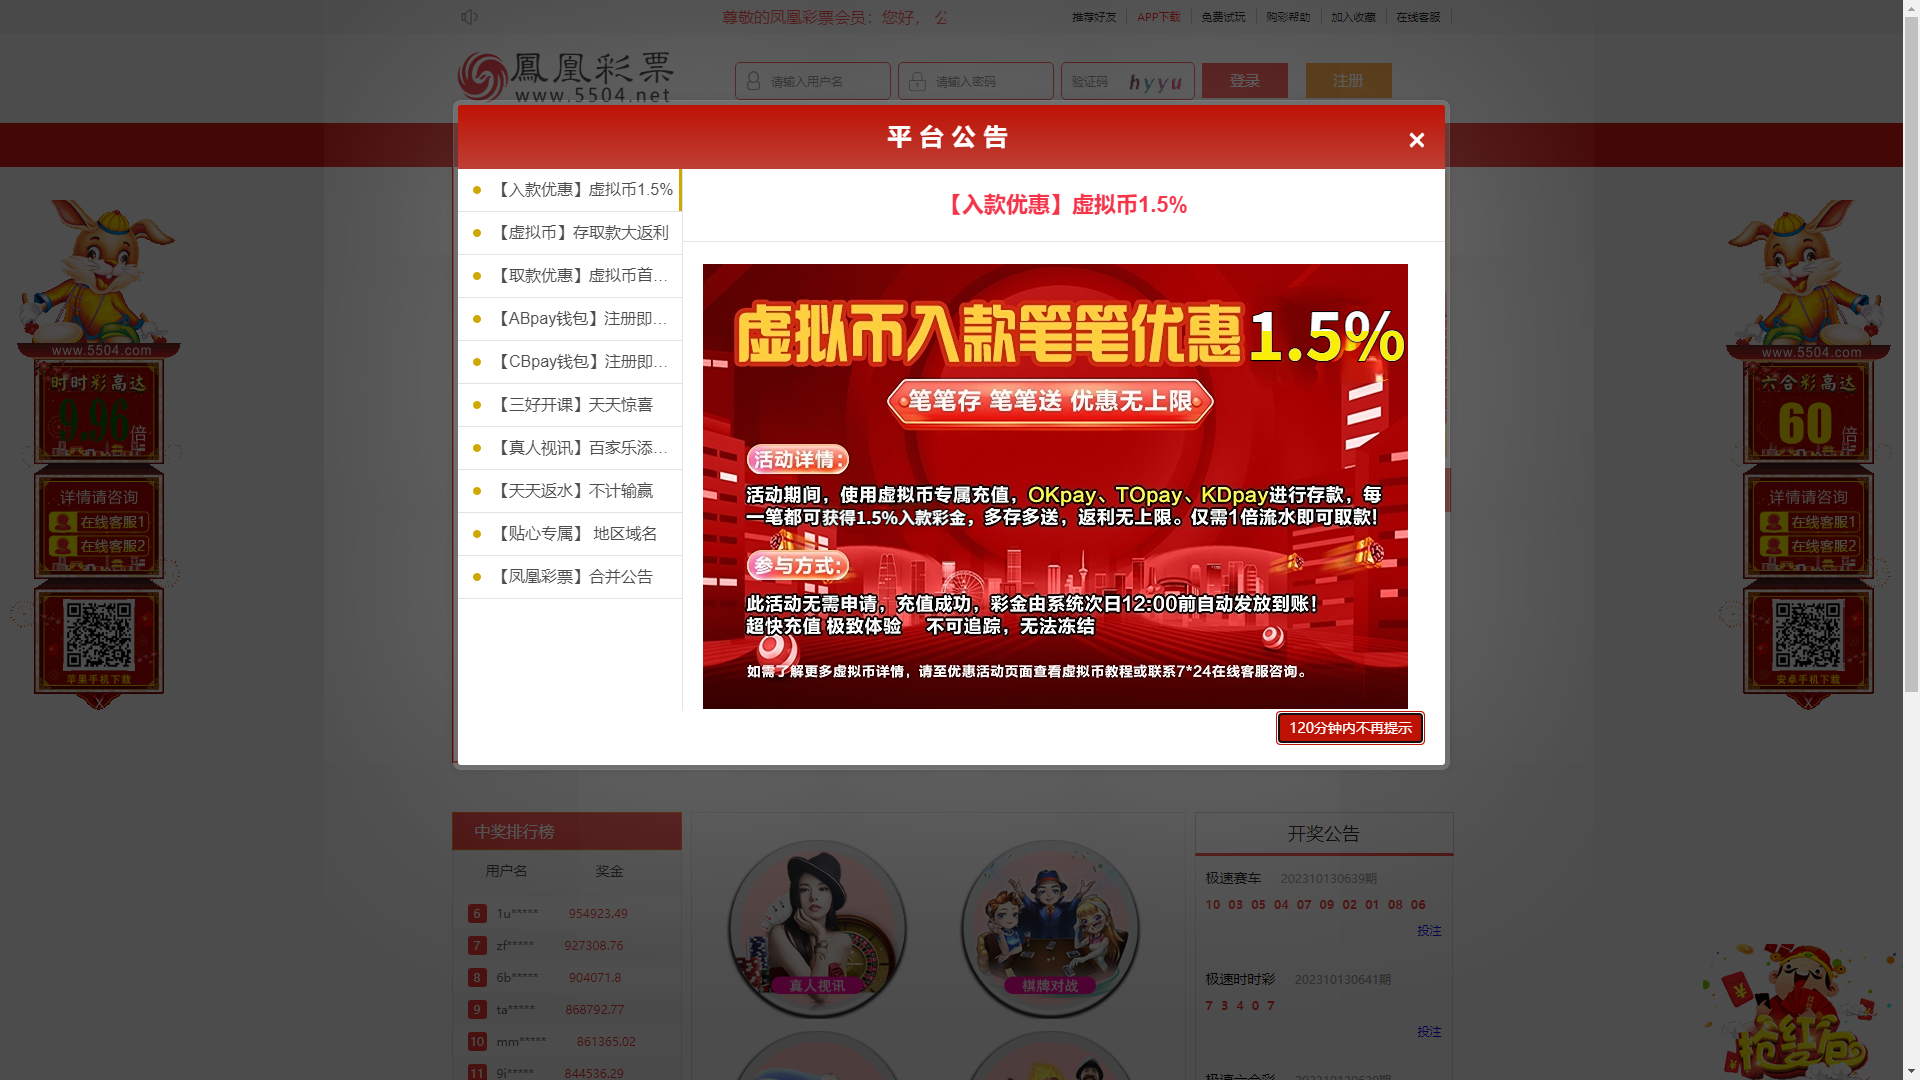 尊敬的凤凰彩票会员：您好，
推荐好友
APP下载
免费试玩
购彩帮助
加入收藏
在线客服
鳳凰彩票
www.5504.net
请输入用户名
请输入密码
验证码
hyyu
登录
注册
平台公告
×
【入款优惠】虚拟币1.5%
【虚拟币】存取款大返利
【取款优惠】虚拟币首…
【ABpay钱包】注册即…
【CBpay钱包】注册即…
【三好开课】天天惊喜
【真人视讯】百家乐添…
【天天返水】不计输赢
【贴心专属】 地区域名
【凤凰彩票】合并公告
【入款优惠】虚拟币1.5%
虚拟币入款笔笔优惠1.5%
笔笔存 笔笔送 优惠无上限
活动详情:
活动期间，使用虚拟币专属充值，OKpay、TOpay、KDpay进行存款，每
一笔都可获得1.5%入款彩金，多存多送，返利无上限。仅需1倍流水即可取款！
参与方式:
此活动无需申请，充值成功，彩金由系统次日12:00前自动发放到账！
超快充值 极致体验 不可追踪，无法冻结
如需了解更多虚拟币详情，请至优惠活动页面查看虚拟币教程或联系7*24在线客服咨询。
120分钟内不再提示
www.5504.com
时时彩高达
9.96倍
详情请咨询
在线客服1
在线客服2
苹果手机下载
X
www.5504.com
六合彩高达
60倍
详情请咨询
在线客服1
在线客服2
安卓手机下载
X
中奖排行榜
用户名 奖金
6 1u***** 954923.49
7 zf***** 927308.76
8 6b***** 904071.8
9 ta***** 868792.77
10 mm***** 861365.02
11 9i***** 844536.29
真人视讯
棋牌对战
开奖公告
极速赛车 202310130639期
10 03 05 04 07 09 02 01 08 06
投注
极速时时彩 202310130641期
7 3 4 0 7
投注
抢红包